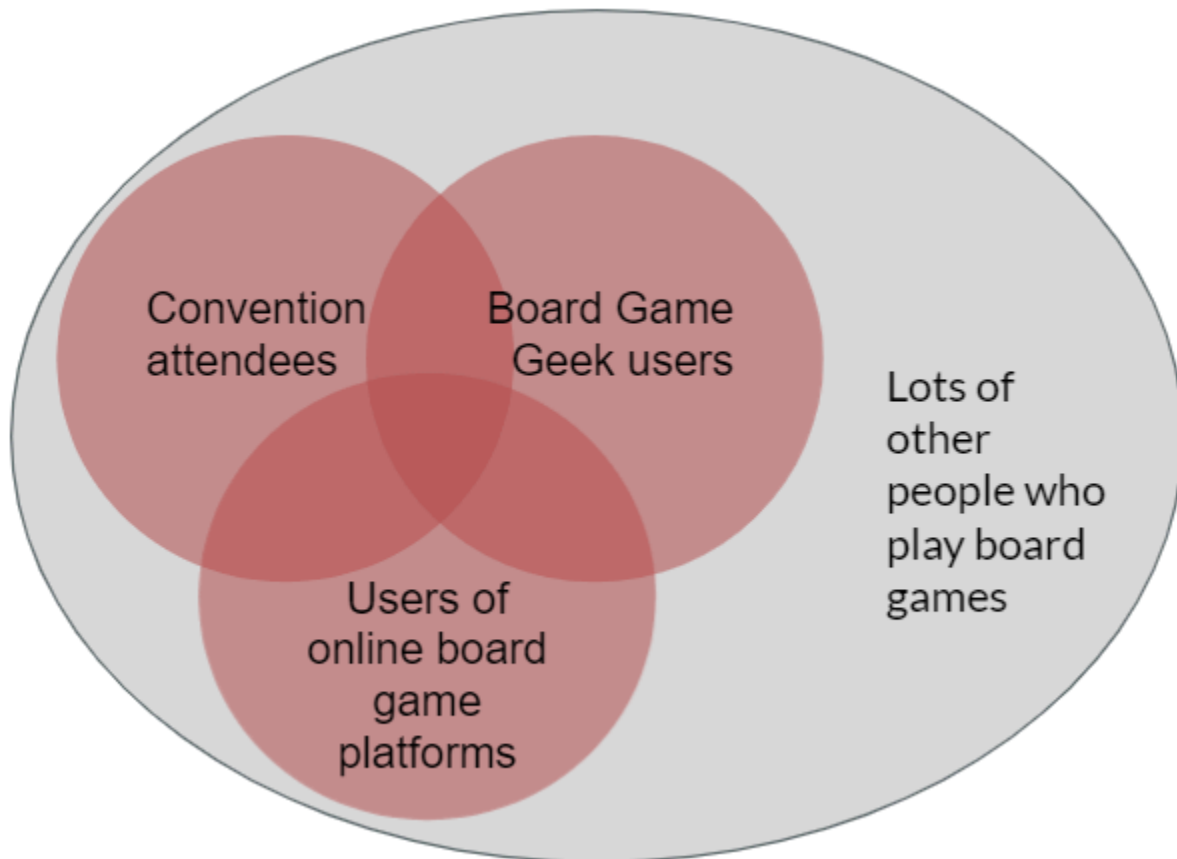 Convention
attendees
Board Game
Geek users
Lots of
other
people who
play board
games
Users of
online board
game
platforms